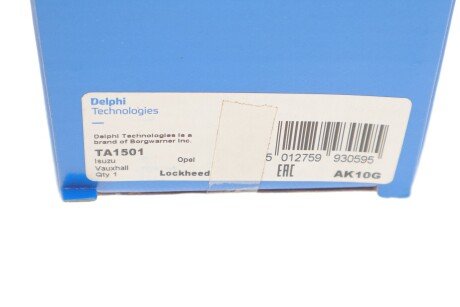 Delphi
Technologies
Delphi Technologies is a
brand of Borgwarner Inc.
TA1501
Isuzu Opel
Vauxhall
Qty 1 Lockheed
5 012759 930595
EAC AK10G